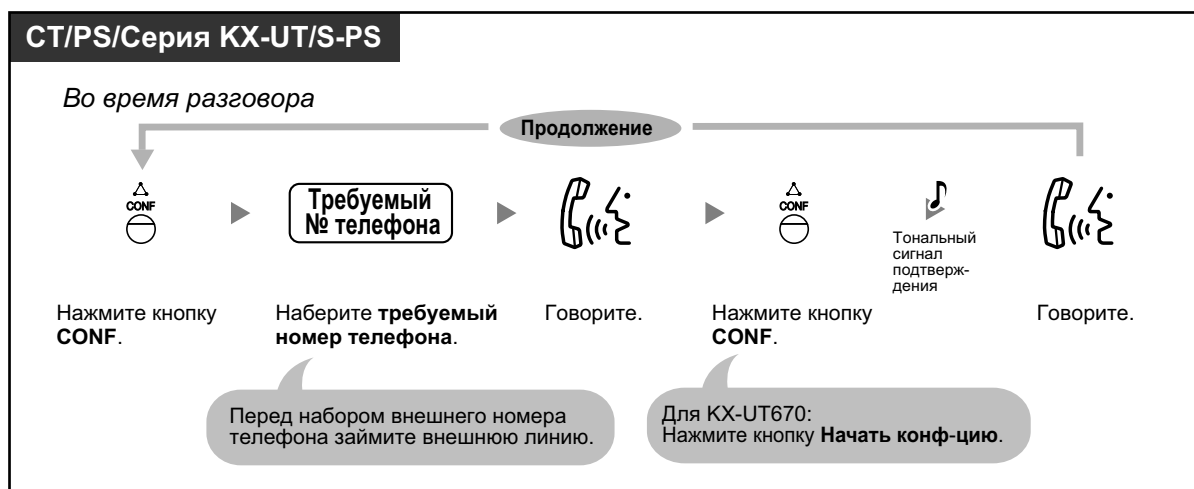 СТ/PS/Серия KX-UT/S-PS
Во время разговора
Продолжение
CONF
Требуемый
№ телефона
CONF
Тональный
сигнал
подтверж-
дения
Нажмите кнопку
CONF.
Наберите требуемый
номер телефона.
Говорите.
Нажмите кнопку
CONF.
Говорите.
Перед набором внешнего номера
телефона займите внешнюю линию.
Для KX-UT670:
Нажмите кнопку Начать конф-цию.